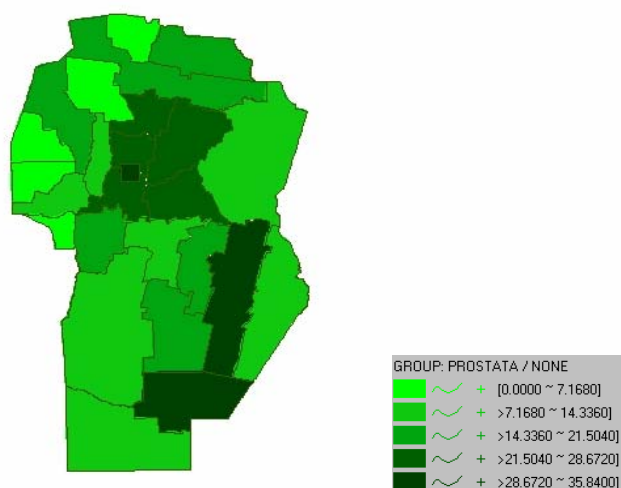 GROUP: PROSTATA / NONE
+ [0.0000 ~ 7.1680]
+ >7.1680 ~ 14.3360]
+ >14.3360 ~ 21.5040]
+ >21.5040 ~ 28.6720]
+ >28.6720 ~ 35.8400]